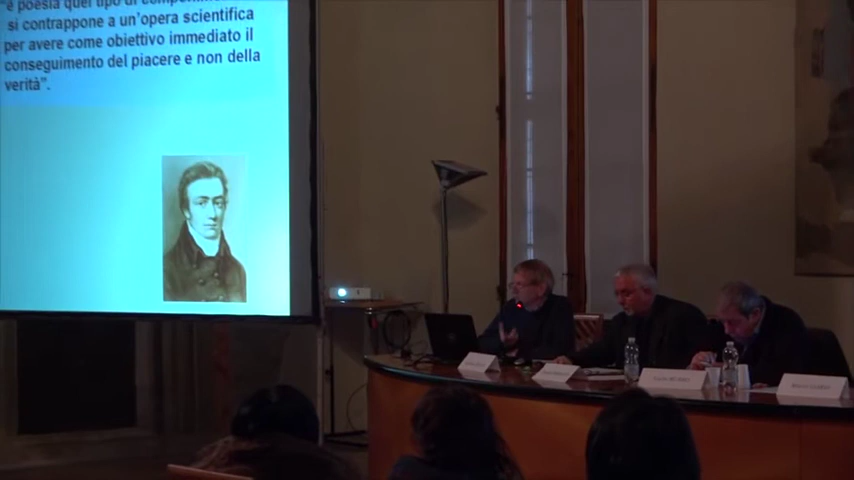 "è poesia quel tipo di
si contrappone a un'opera scientifica
per avere come obiettivo immediato il
conseguimento del piacere e non della
verità".